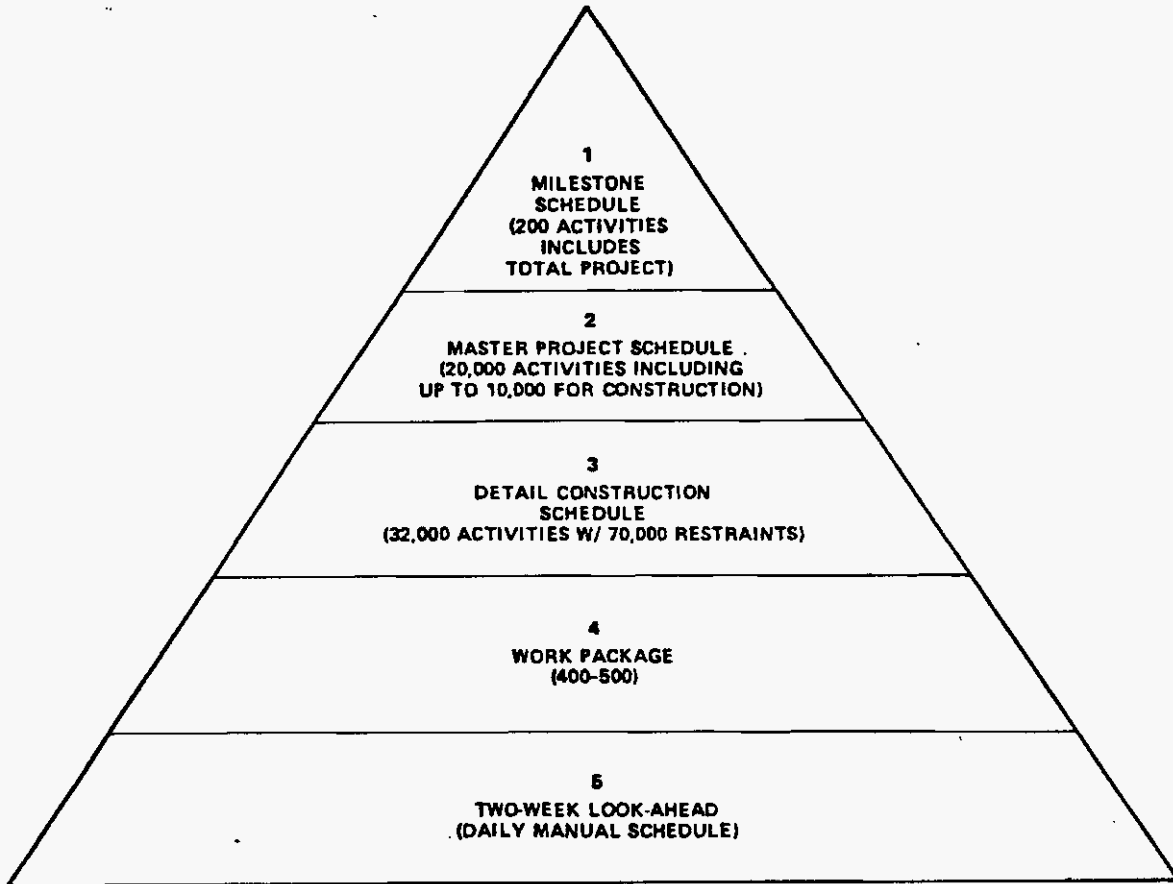 1
MILESTONE
SCHEDULE
(200 ACTIVITIES
INCLUDES
TOTAL PROJECT)
2
MASTER PROJECT SCHEDULE
(20,000 ACTIVITIES INCLUDING
UP TO 10,000 FOR CONSTRUCTION)
3
DETAIL CONSTRUCTION
SCHEDULE
(32,000 ACTIVITIES W/ 70,000 RESTRAINTS)
4
WORK PACKAGE
(400-500)
5
TWO-WEEK LOOK-AHEAD
(DAILY MANUAL SCHEDULE)